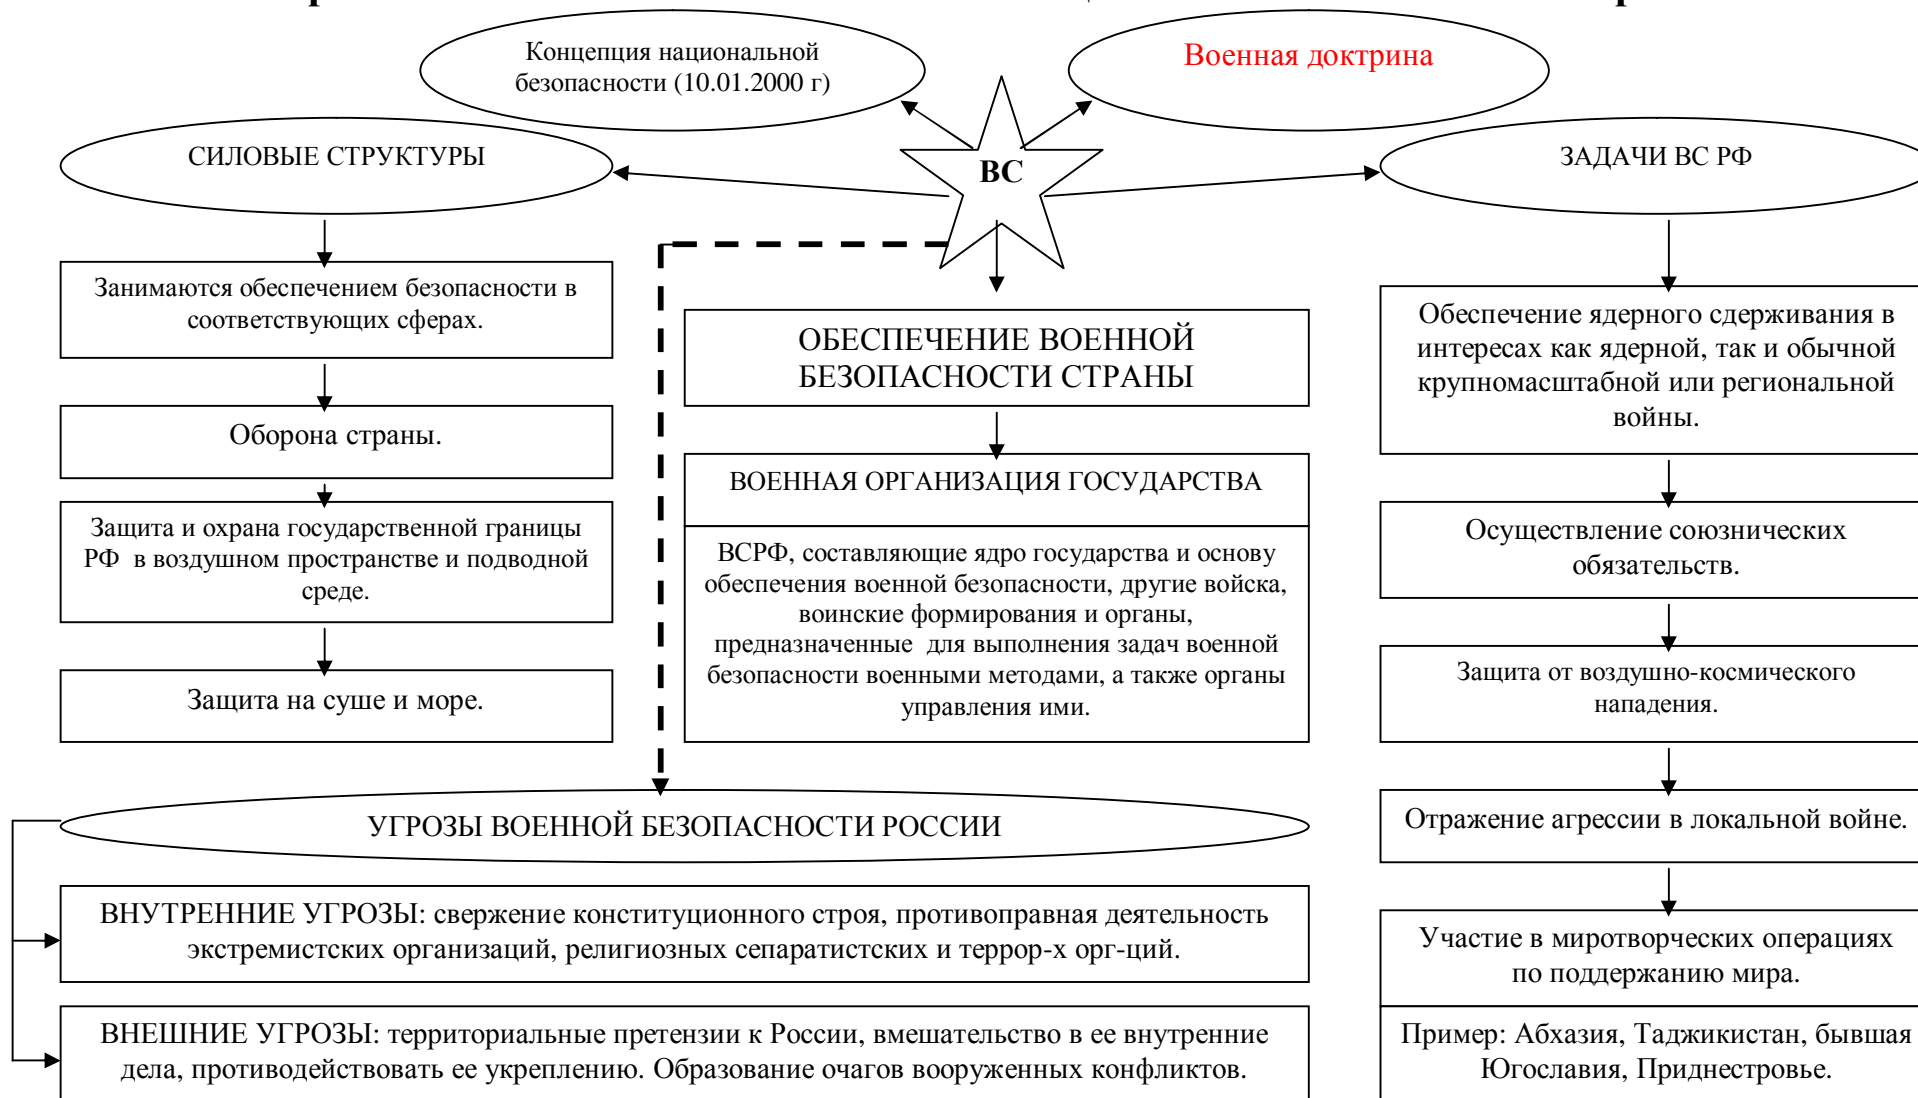 Концепция национальной
безопасности (10.01.2000 г)
Военная доктрина
СИЛОВЫЕ СТРУКТУРЫ
ВС
ЗАДАЧИ ВС РФ
Занимаются обеспечением безопасности в
соответствующих сферах.
Оборона страны.
Защита и охрана государственной границы
РФ в воздушном пространстве и подводной
среде.
Защита на суше и море.
ОБЕСПЕЧЕНИЕ ВОЕННОЙ
БЕЗОПАСНОСТИ СТРАНЫ
ВОЕННАЯ ОРГАНИЗАЦИЯ ГОСУДАРСТВА
ВСРФ, составляющие ядро государства и основу
обеспечения военной безопасности, другие войска,
воинские формирования и органы,
предназначенные для выполнения задач военной
безопасности военными методами, а также органы
управления ими.
Обеспечение ядерного сдерживания в
интересах как ядерной, так и обычной
крупномасштабной или региональной
войны.
Осуществление союзнических
обязательств.
Защита от воздушно-космического
нападения.
Отражение агрессии в локальной войне.
Участие в миротворческих операциях
по поддержанию мира.
Пример: Абхазия, Таджикистан, бывшая
Югославия, Приднестровье.
УГРОЗЫ ВОЕННОЙ БЕЗОПАСНОСТИ РОССИИ
ВНУТРЕННИЕ УГРОЗЫ: свержение конституционного строя, противоправная деятельность
экстремистских организаций, религиозных сепаратистских и террор-х орг-ций.
ВНЕШНИЕ УГРОЗЫ: территориальные претензии к России, вмешательство в ее внутренние
дела, противодействовать ее укреплению. Образование очагов вооруженных конфликтов.